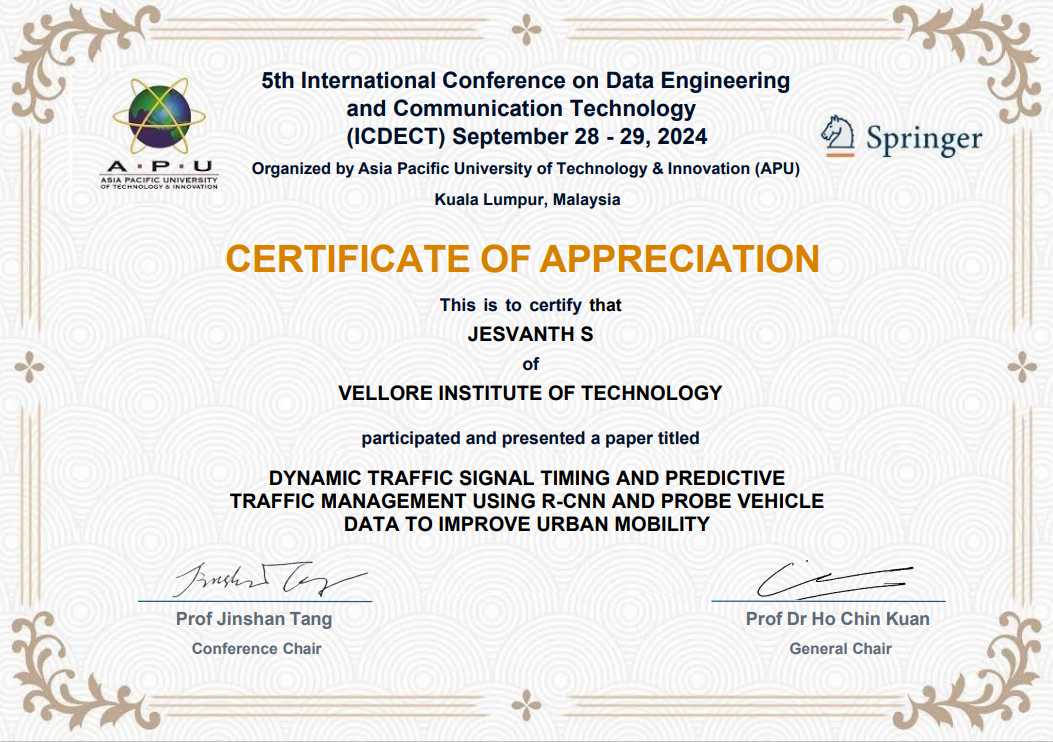 5th International Conference on Data Engineering
and Communication Technology
(ICDECT) September 28 - 29, 2024
Organized by Asia Pacific University of Technology & Innovation (APU)
Kuala Lumpur, Malaysia
A • P • U
ASIA PACIFIC UNIVERSITY
OF TECHNOLOGY & INNOVATION
Springer
CERTIFICATE OF APPRECIATION
This is to certify that
JESVANTH S
of
VELLORE INSTITUTE OF TECHNOLOGY
participated and presented a paper titled
DYNAMIC TRAFFIC SIGNAL TIMING AND PREDICTIVE
TRAFFIC MANAGEMENT USING R-CNN AND PROBE VEHICLE
DATA TO IMPROVE URBAN MOBILITY
Jinshan Tang
Prof Jinshan Tang
Conference Chair
Prof Dr Ho Chin Kuan
General Chair